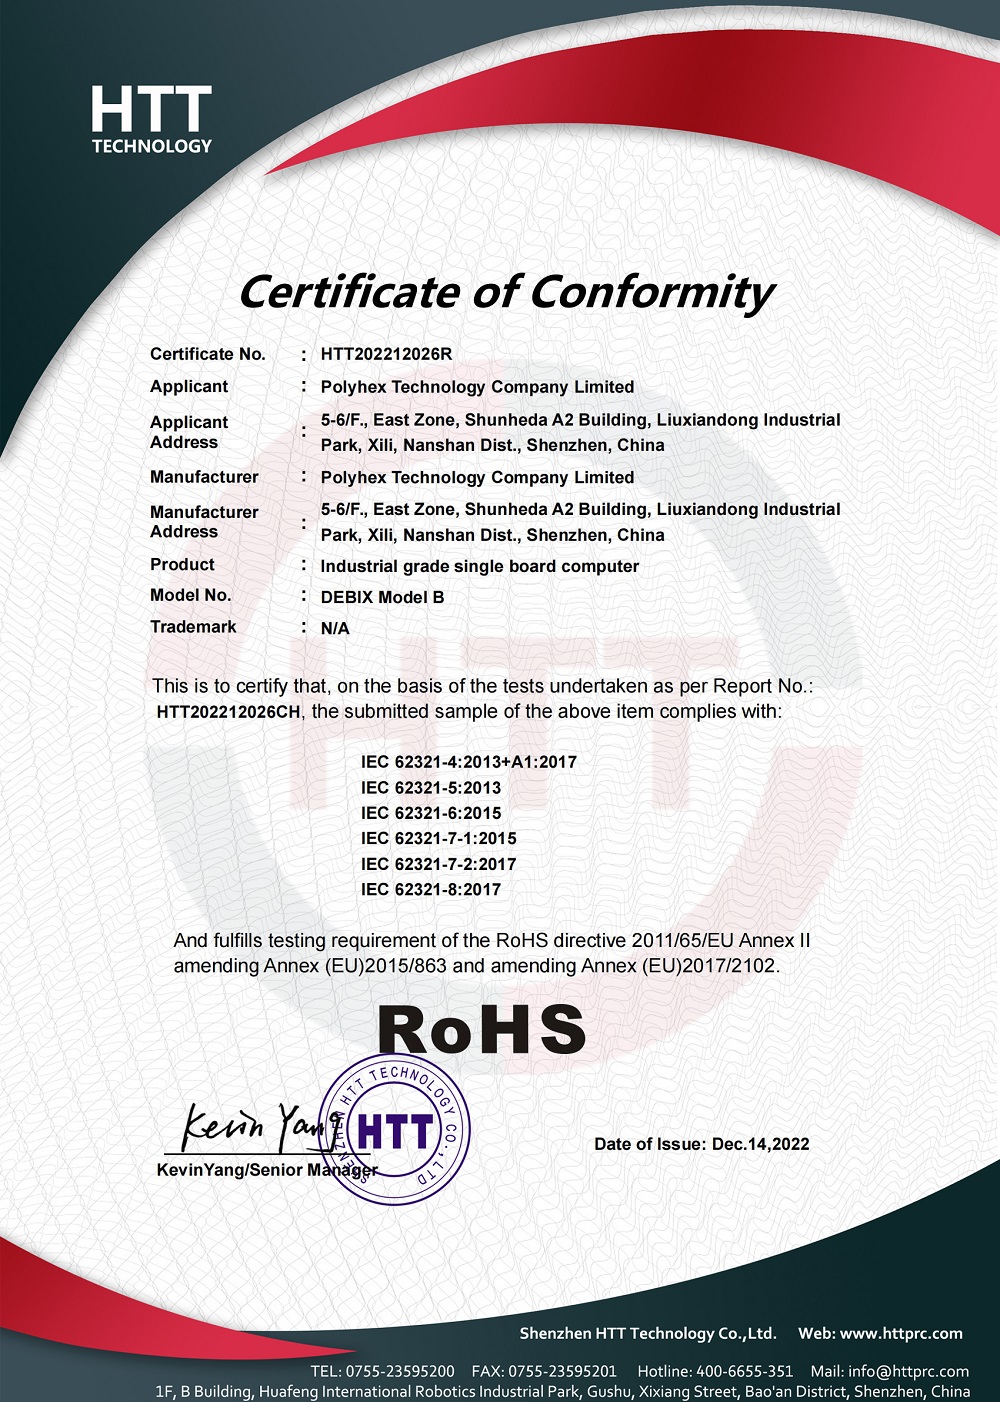 HTT
TECHNOLOGY
Certificate of Conformity
Certificate No. : HTT202212026R
Applicant : Polyhex Technology Company Limited
Applicant Address : 5-6/F., East Zone, Shunheda A2 Building, Liuxiandong Industrial
Park, Xili, Nanshan Dist., Shenzhen, China
Manufacturer : Polyhex Technology Company Limited
Manufacturer Address : 5-6/F., East Zone, Shunheda A2 Building, Liuxiandong Industrial
Park, Xili, Nanshan Dist., Shenzhen, China
Product : Industrial grade single board computer
Model No. : DEBIX Model B
Trademark : N/A
HTT
This is to certify that, on the basis of the tests undertaken as per Report No.:
HTT202212026CH, the submitted sample of the above item complies with:
IEC 62321-4:2013+A1:2017
IEC 62321-5:2013
IEC 62321-6:2015
IEC 62321-7-1:2015
IEC 62321-7-2:2017
IEC 62321-8:2017
And fulfills testing requirement of the RoHS directive 2011/65/EU Annex II
amending Annex (EU)2015/863 and amending Annex (EU)2017/2102.
RoHS
Kevin Yang
SHENZHEN HTT TECHNOLOGY CO.,LTD
HTT
KevinYang/Senior Manager
Date of Issue: Dec.14,2022
Shenzhen HTT Technology Co.,Ltd. Web: www.httprc.com
TEL: 0755-23595200 FAX: 0755-23595201 Hotline: 400-6655-351 Mail: info@httprc.com
1F, B Building, Huafeng International Robotics Industrial Park, Gushu, Xixiang Street, Bao'an District, Shenzhen, China